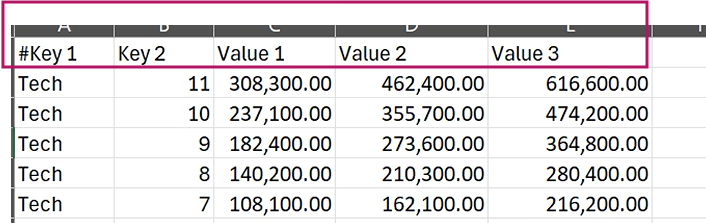 A B C D E
#Key 1 Key 2 Value 1 Value 2 Value 3
Tech 11 308,300.00 462,400.00 616,600.00
Tech 10 237,100.00 355,700.00 474,200.00
Tech 9 182,400.00 273,600.00 364,800.00
Tech 8 140,200.00 210,300.00 280,400.00
Tech 7 108,100.00 162,100.00 216,200.00